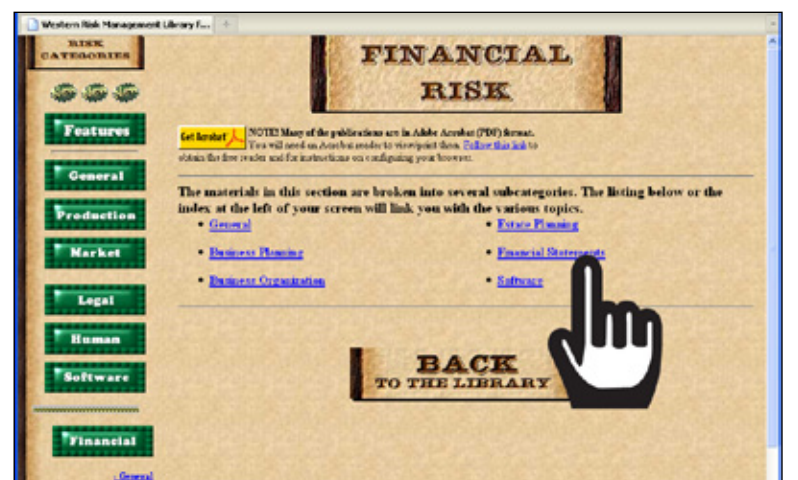 Western Risk Management Library F...
RISK
CATEGORIES
FINANCIAL
RISK
Features
Get Acrobat
NOTE! Many of the publications are in Adobe Acrobat (PDF) format.
You will need an Acrobat reader to view/print them. Follow this link to
obtain the free reader and for instructions on configuring your browser.
General
The materials in this section are broken into several subcategories. The listing below or the
index at the left of your screen will link you with the various topics.
Production
• General
• Estate Planning
Market
• Business Planning
• Financial Statements
• Business Organization
• Software
Legal
Human
BACK
TO THE LIBRARY
Software
Financial
- General